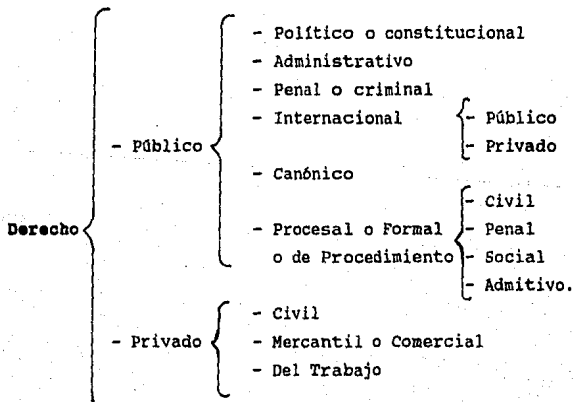 - Político o constitucional
- Administrativo
- Penal o criminal
- Internacional
- Público
- Privado
- Público
- Canónico
- Procesal o Formal
o de Procedimiento
- Civil
- Penal
- Social
- Admitivo.
Derecho
- Privado
- Civil
- Mercantil o Comercial
- Del Trabajo